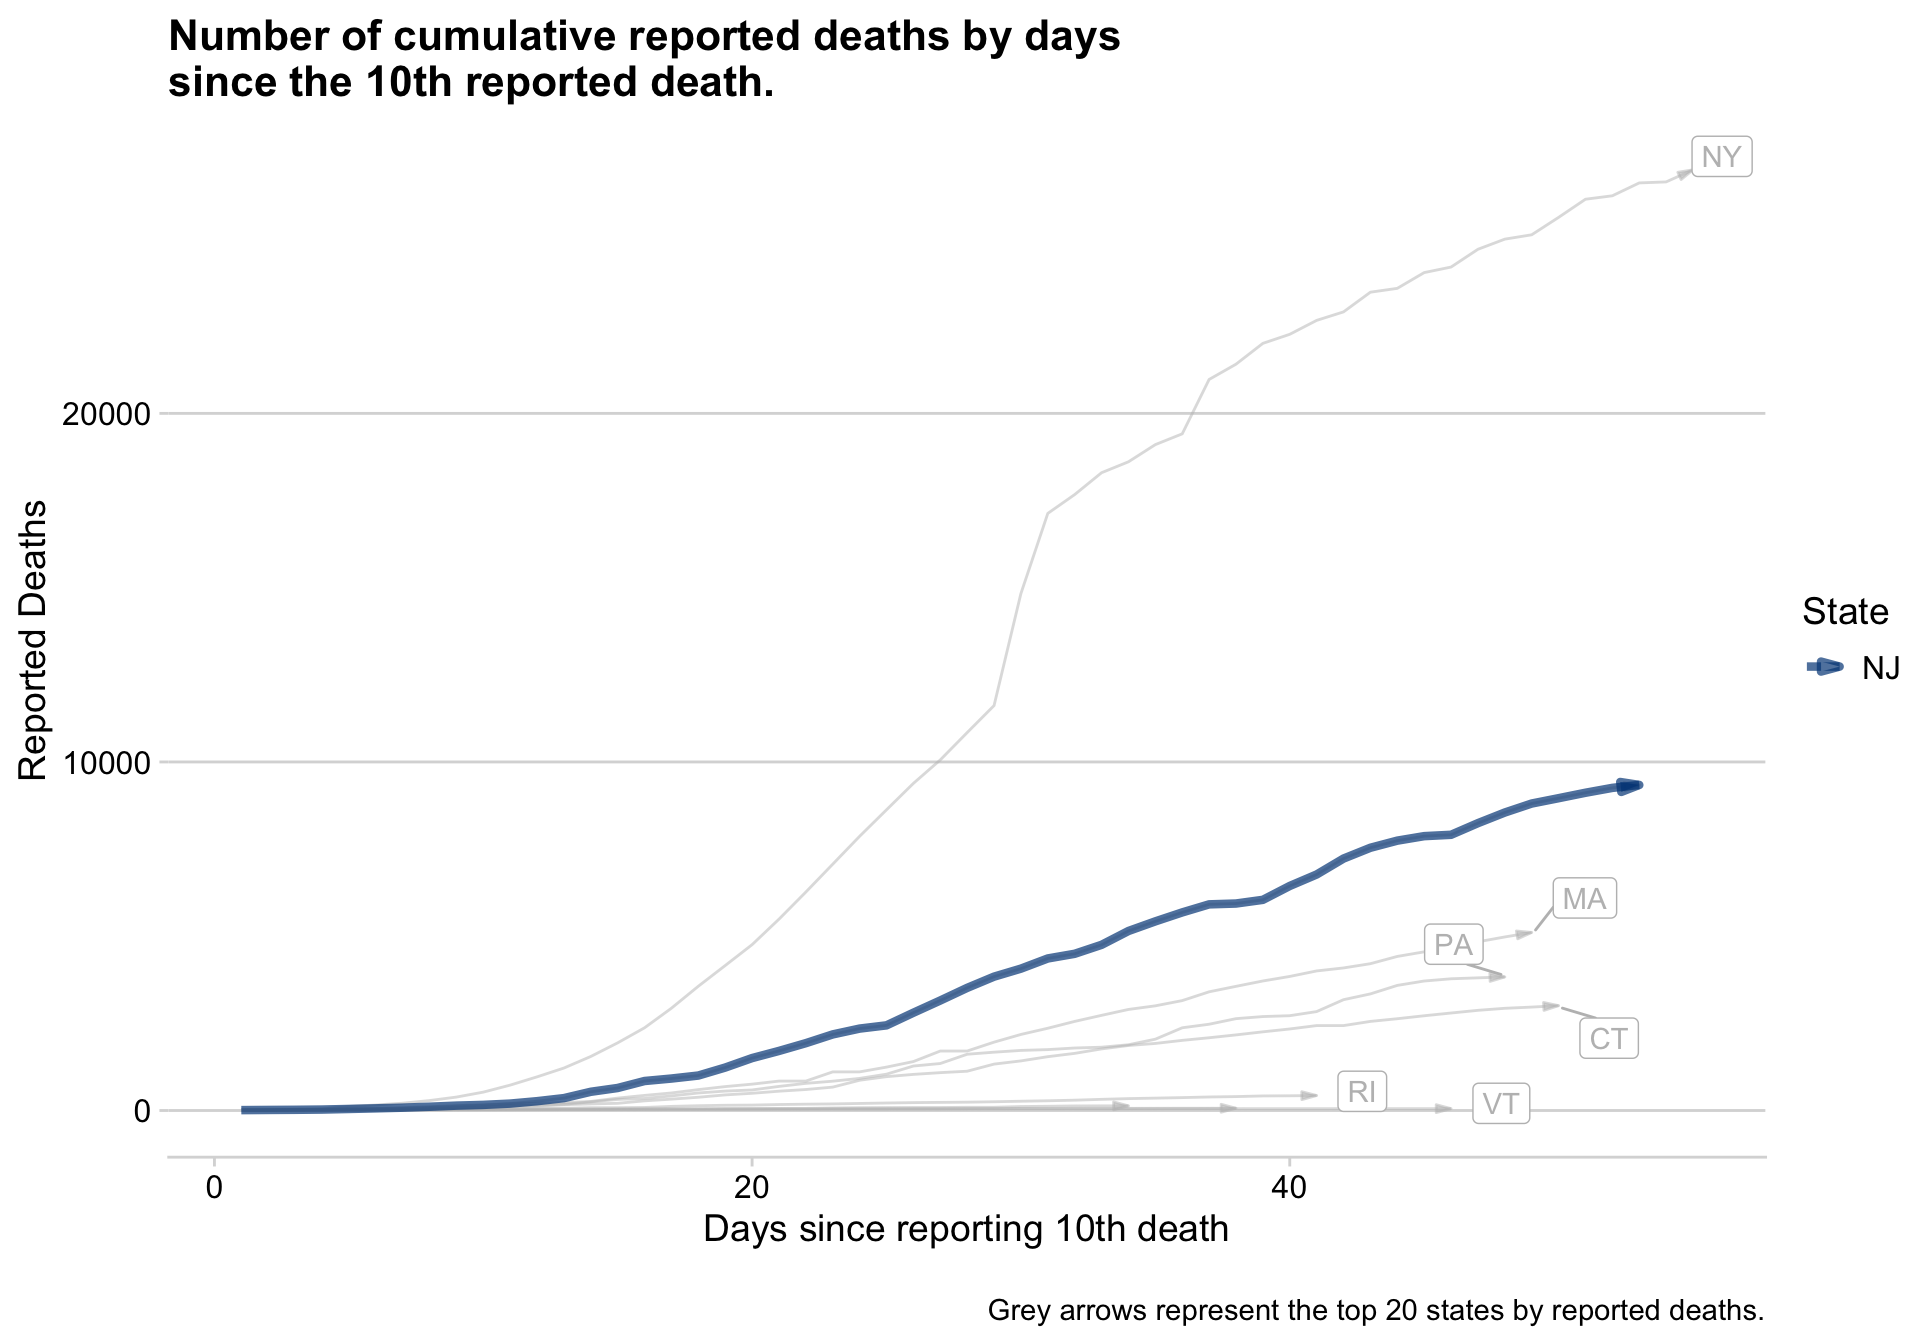 Number of cumulative reported deaths by days
since the 10th reported death.
NY
20000
Reported Deaths
State
NJ
10000
MA
PA
CT
RI
VT
0
0 20 40
Days since reporting 10th death
Grey arrows represent the top 20 states by reported deaths.